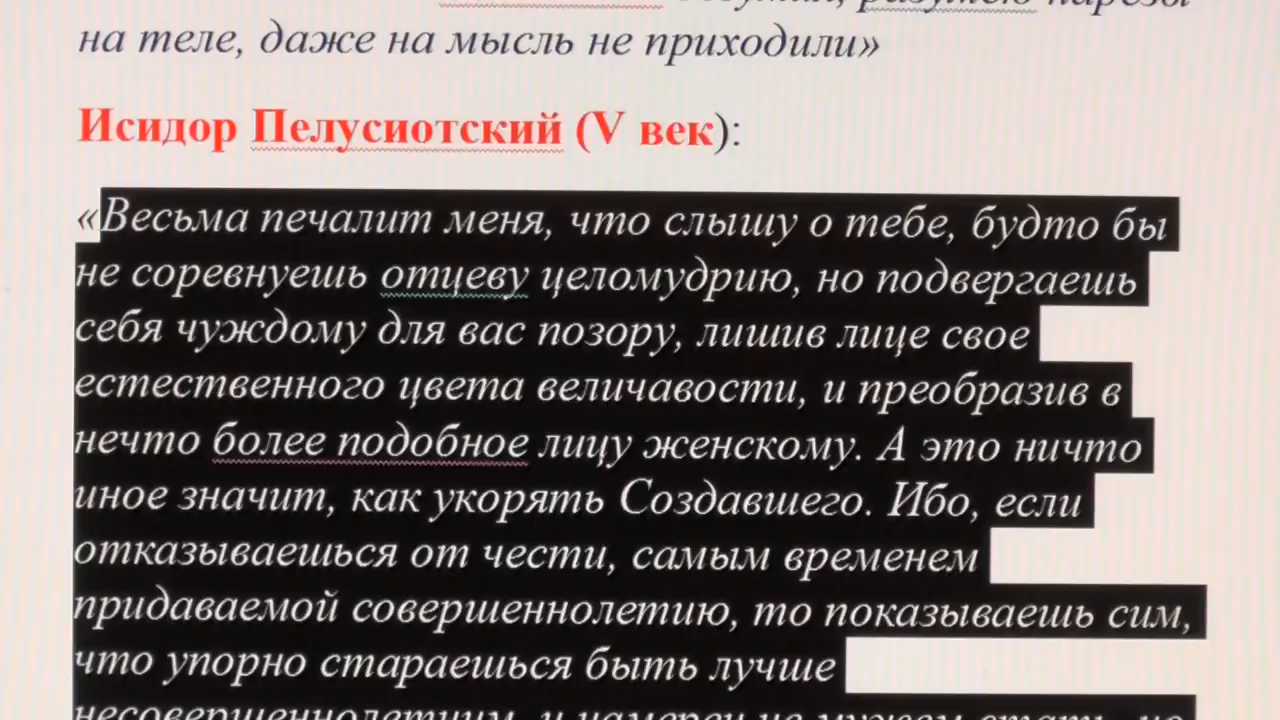 на теле, даже на мысль не приходили»
Исидор Пелусиотский (V век):
«Весьма печалит меня, что слышу о тебе, будто бы
не соревнуешь отцеву целомудрию, но подвергаешь
себя чуждому для вас позору, лишив лице свое
естественного цвета величавости, и преобразив в
нечто более подобное лицу женскому. А это ничто
иное значит, как укорять Создавшего. Ибо, если
отказываешься от чести, самым временем
придаваемой совершеннолетию, то показываешь сим,
что упорно стараешься быть лучше